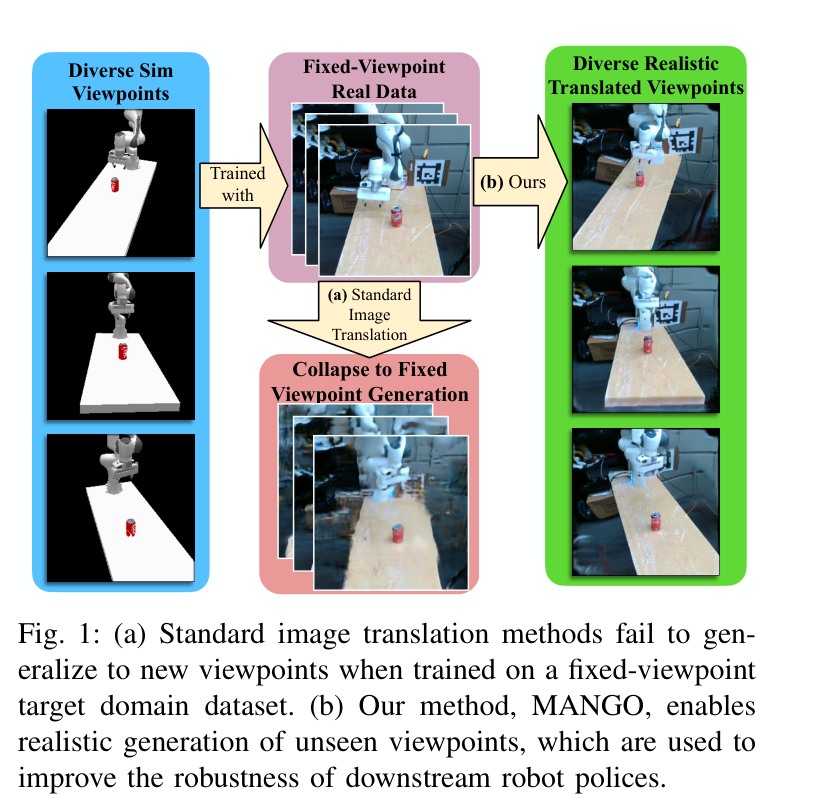 Diverse Sim
Viewpoints
Fixed-Viewpoint
Real Data
Diverse Realistic
Translated Viewpoints
Trained
with
(b) Ours
(a) Standard
Image
Translation
Collapse to Fixed
Viewpoint Generation
Fig. 1: (a) Standard image translation methods fail to gen-
eralize to new viewpoints when trained on a fixed-viewpoint
target domain dataset. (b) Our method, MANGO, enables
realistic generation of unseen viewpoints, which are used to
improve the robustness of downstream robot polices.